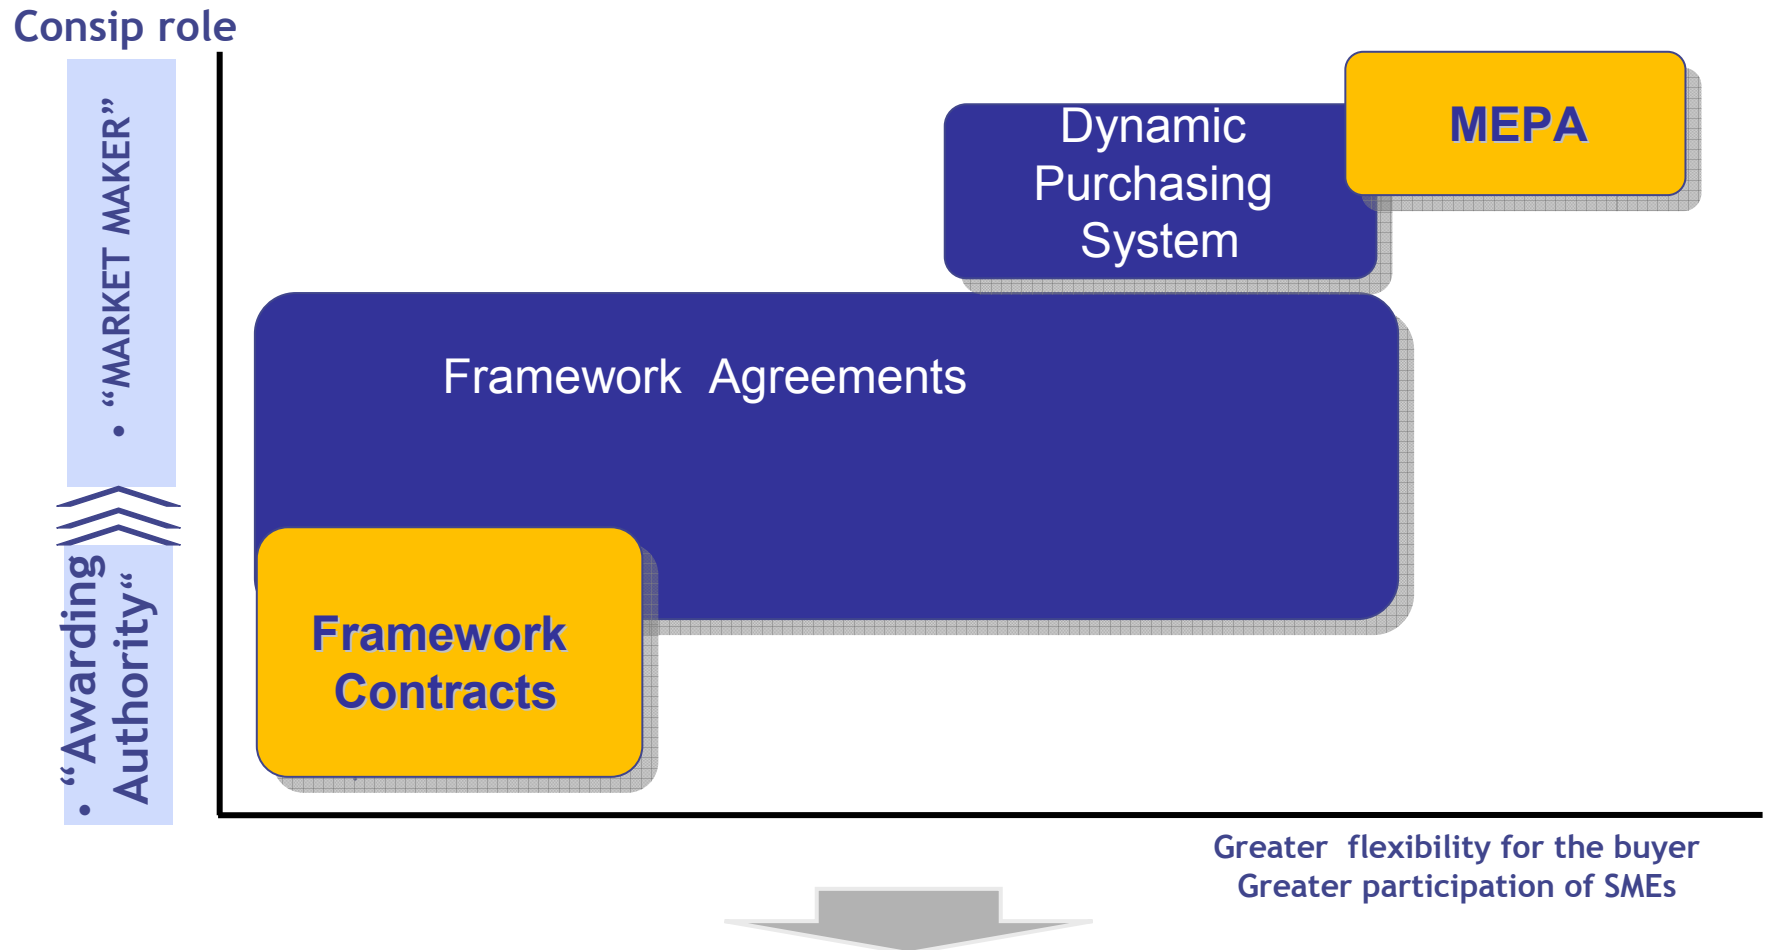 Consip role
• “MARKET MAKER”
• “Awarding
Authority“
Dynamic
Purchasing
System
MEPA
Framework  Agreements
Framework
Contracts
Greater  flexibility for the buyer
Greater participation of SMEs